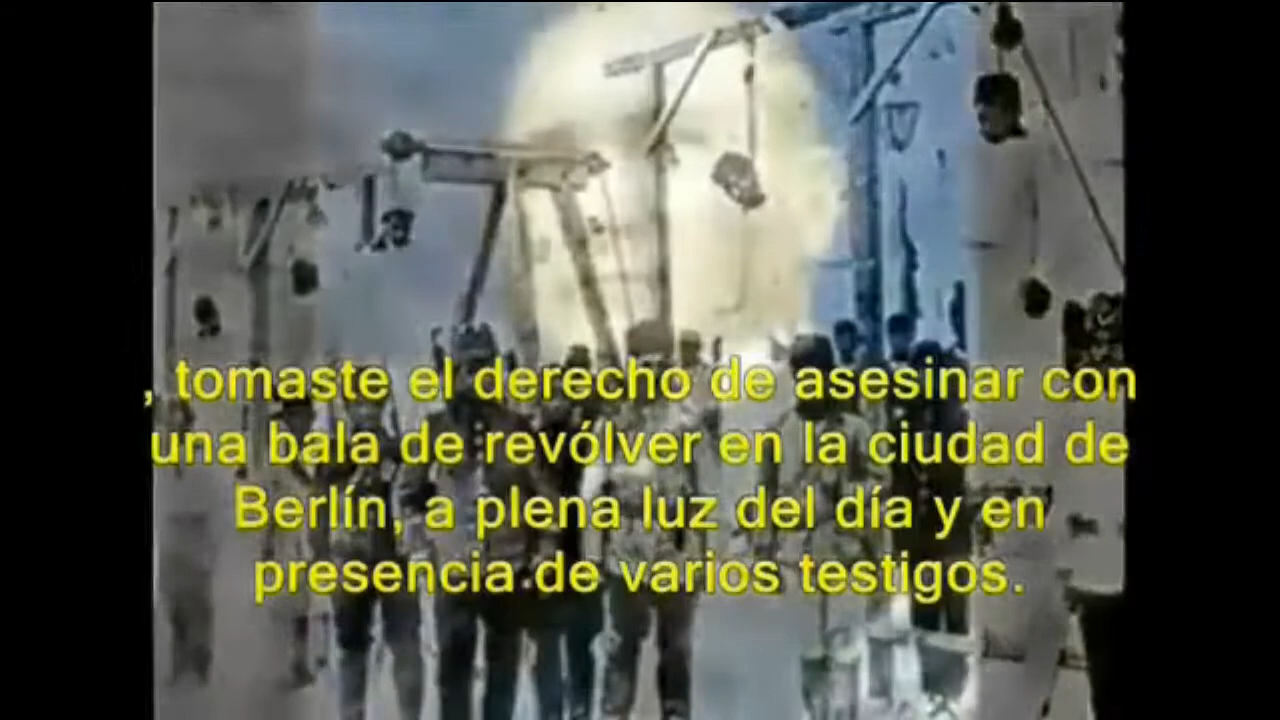 , tomaste el derecho de asesinar con
una bala de revólver en la ciudad de
Berlín, a plena luz del día y en
presencia de varios testigos.